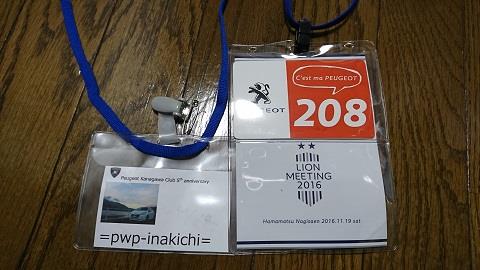 C'est ma PEUGEOT
PEUGEOT
208
LION
MEETING
2016
Hamamatsu Nagisaen 2016.11.19 sat
Peugeot Kanagawa Club 5th anniversary
=pwp-inakichi=